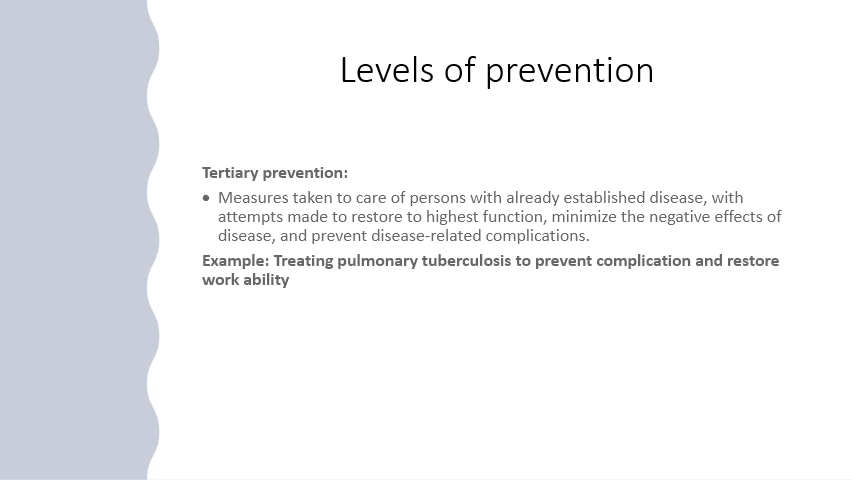 Levels of prevention
Tertiary prevention:
• Measures taken to care of persons with already established disease, with
attempts made to restore to highest function, minimize the negative effects of
disease, and prevent disease-related complications.
Example: Treating pulmonary tuberculosis to prevent complication and restore
work ability